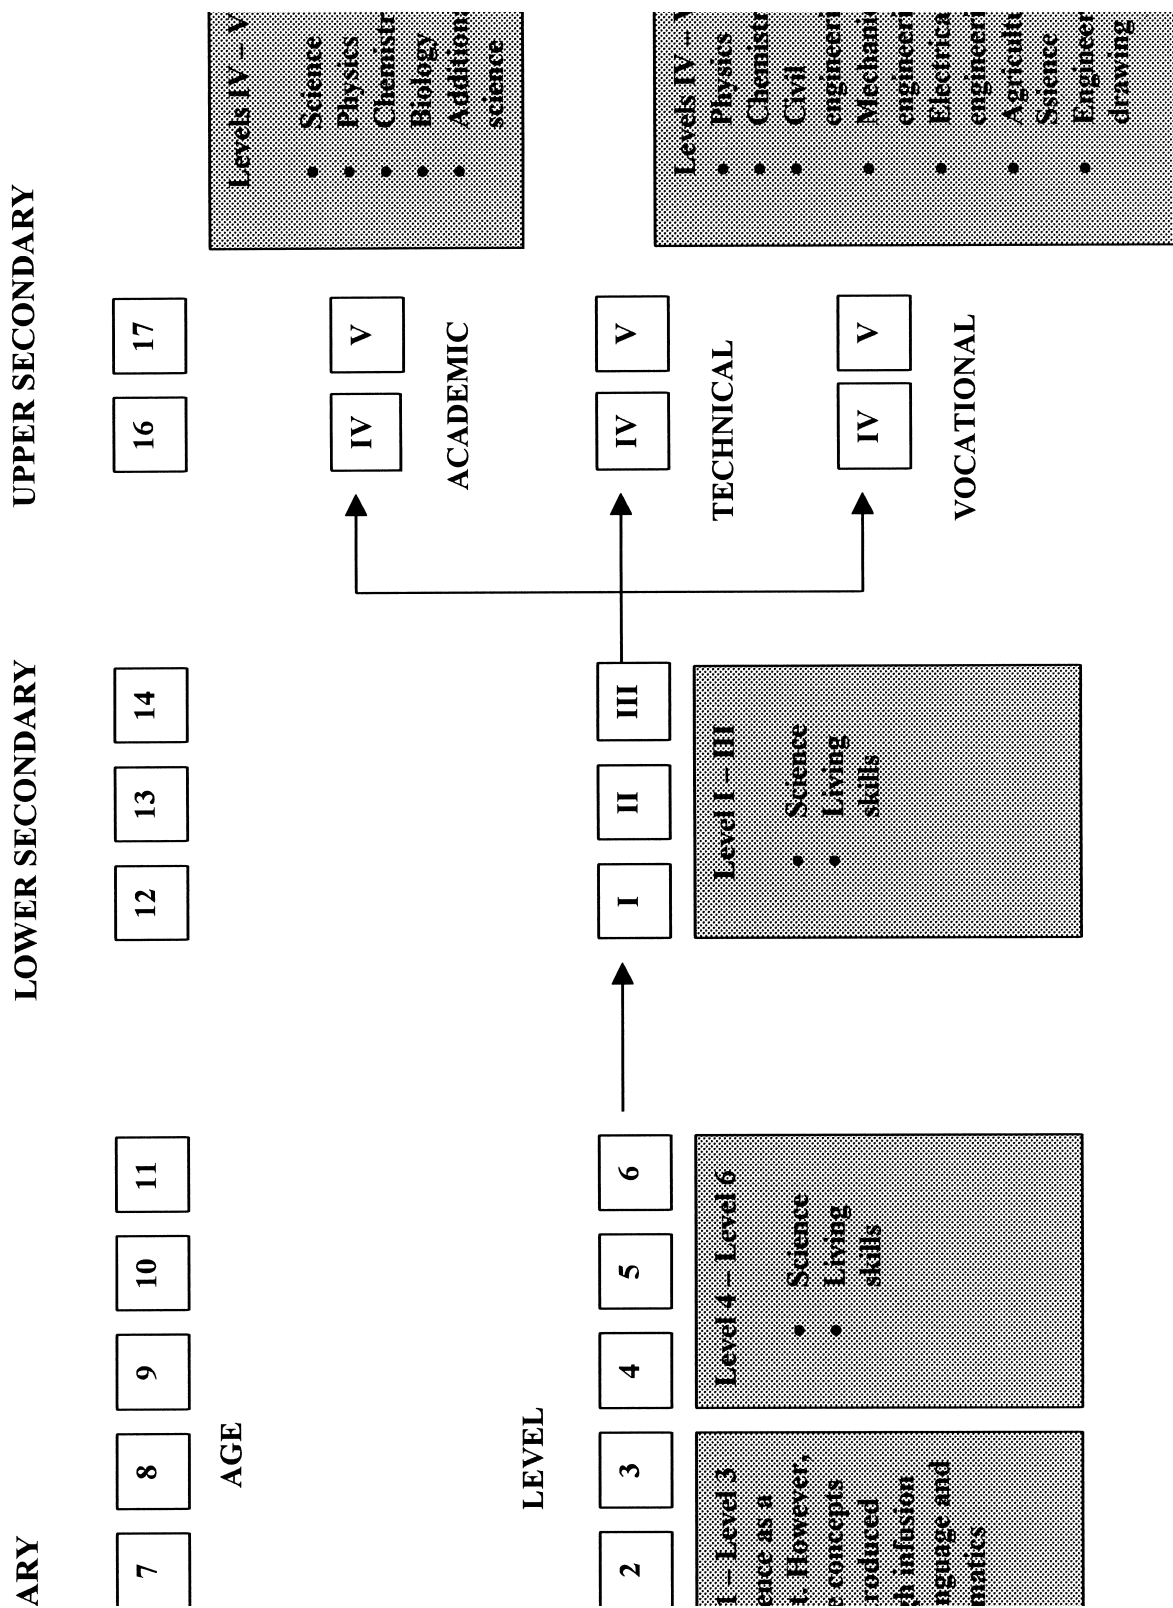 ARY
LOWER SECONDARY
UPPER SECONDARY
7 8 9 10 11
12 13 14
16 17
AGE
LEVEL
2 3 4 5 6
I II III
IV V
ACADEMIC
IV V
TECHNICAL
IV V
VOCATIONAL
– Level 3
ence as a
t. However,
e concepts
roduced
gh infusion
nguage and
matics
Level 4 – Level 6
• Science
• Living
skills
Level I – III
• Science
• Living
skills
Levels IV – V
• Science
• Physics
• Chemistr
• Biology
• Addition
science
Levels IV – V
• Physics
• Chemistr
• Civil
engineeri
• Mechani
engineeri
• Electrica
engineeri
• Agricultu
Ssience
• Engineer
drawing